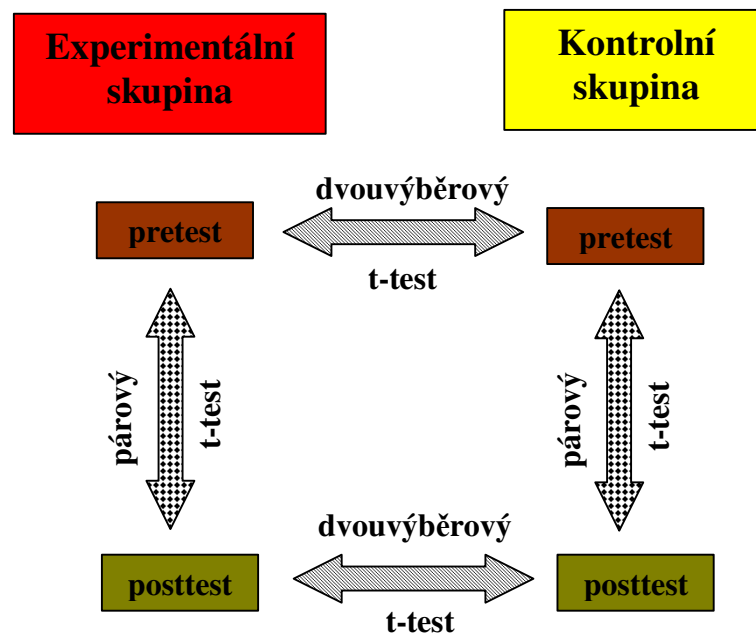 Experimentální
skupina
Kontrolní
skupina
dvouvýběrový
pretest
pretest
t-test
párový
t-test
párový
t-test
dvouvýběrový
posttest
posttest
t-test